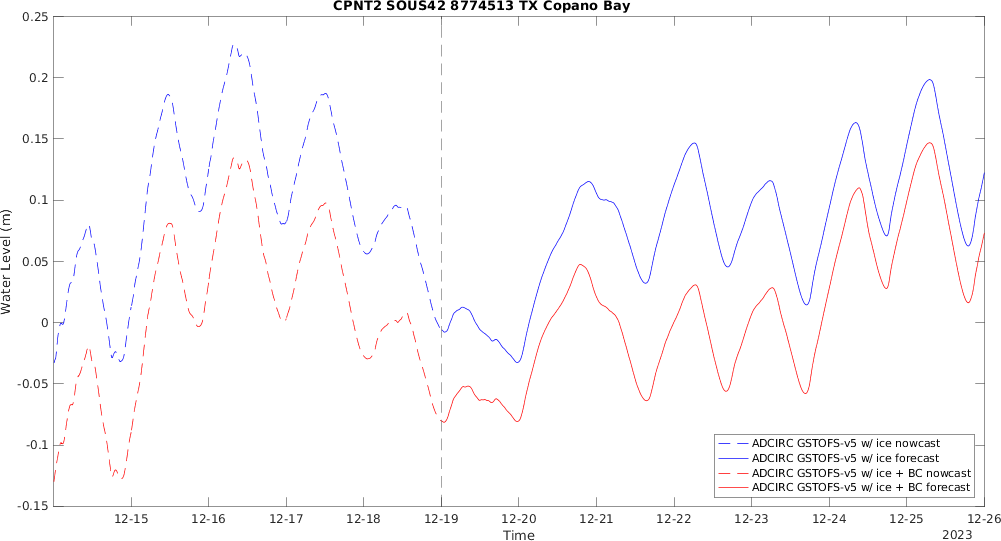 CPNT2 SOUS42 8774513 TX Copano Bay
0.25
0.2
0.15
0.1
0.05
0
-0.05
-0.1
-0.15
Water Level (m)
12-15 12-16 12-17 12-18 12-19 12-20 12-21 12-22 12-23 12-24 12-25 12-26
Time
2023
ADCIRC GSTOFS-v5 w/ ice nowcast
ADCIRC GSTOFS-v5 w/ ice forecast
ADCIRC GSTOFS-v5 w/ ice + BC nowcast
ADCIRC GSTOFS-v5 w/ ice + BC forecast